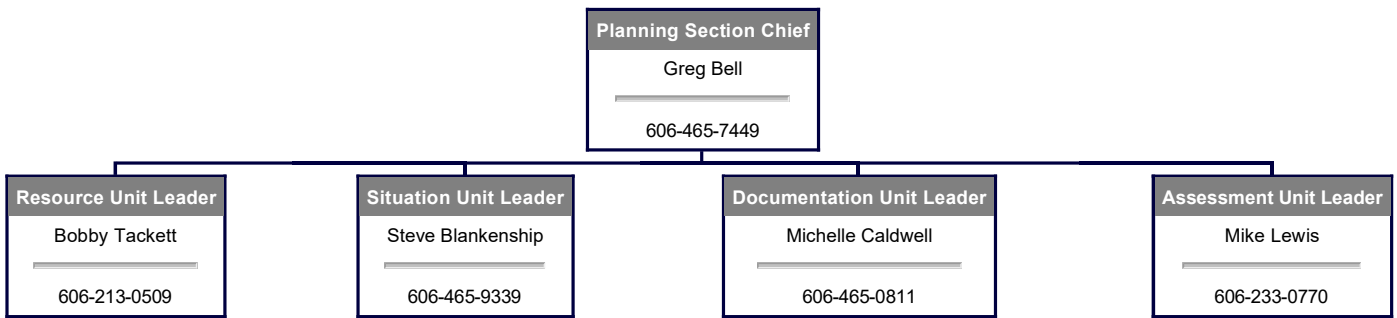 Planning Section Chief
Greg Bell
606-465-7449
Resource Unit Leader
Bobby Tackett
606-213-0509
Situation Unit Leader
Steve Blankenship
606-465-9339
Documentation Unit Leader
Michelle Caldwell
606-465-0811
Assessment Unit Leader
Mike Lewis
606-233-0770